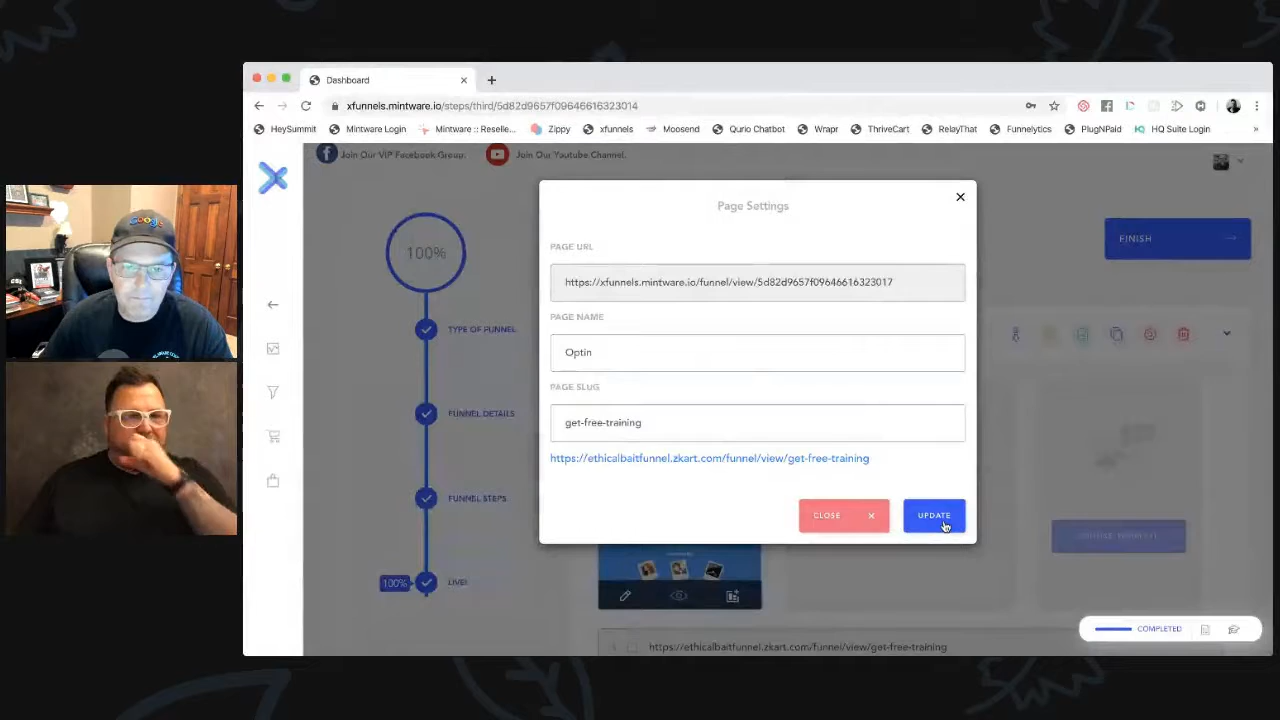 Dashboard
xfunnels.mintware.io/steps/third/5d82d9657f09646616323014
HeySummit Mintware Login Mintware :: Reselle... Zippy xfunnels Moosend Qurio Chatbot Wrapr ThriveCart RelayThat Funnelytics PlugNPaid HQ Suite Login
Join Our VIP Facebook Group. Join Our Youtube Channel.
Google
Page Settings
100%
FINISH
PAGE URL
https://xfunnels.mintware.io/funnel/view/5d82d9657f09646616323017
PAGE NAME
TYPE OF FUNNEL
Optin
PAGE SLUG
FUNNEL DETAILS
get-free-training
https://ethicalbaitfunnel.zkart.com/funnel/view/get-free-training
FUNNEL STEPS
CLOSE
UPDATE
100%
LIVE!
COMPLETED
https://ethicalbaitfunnel.zkart.com/funnel/view/get-free-training